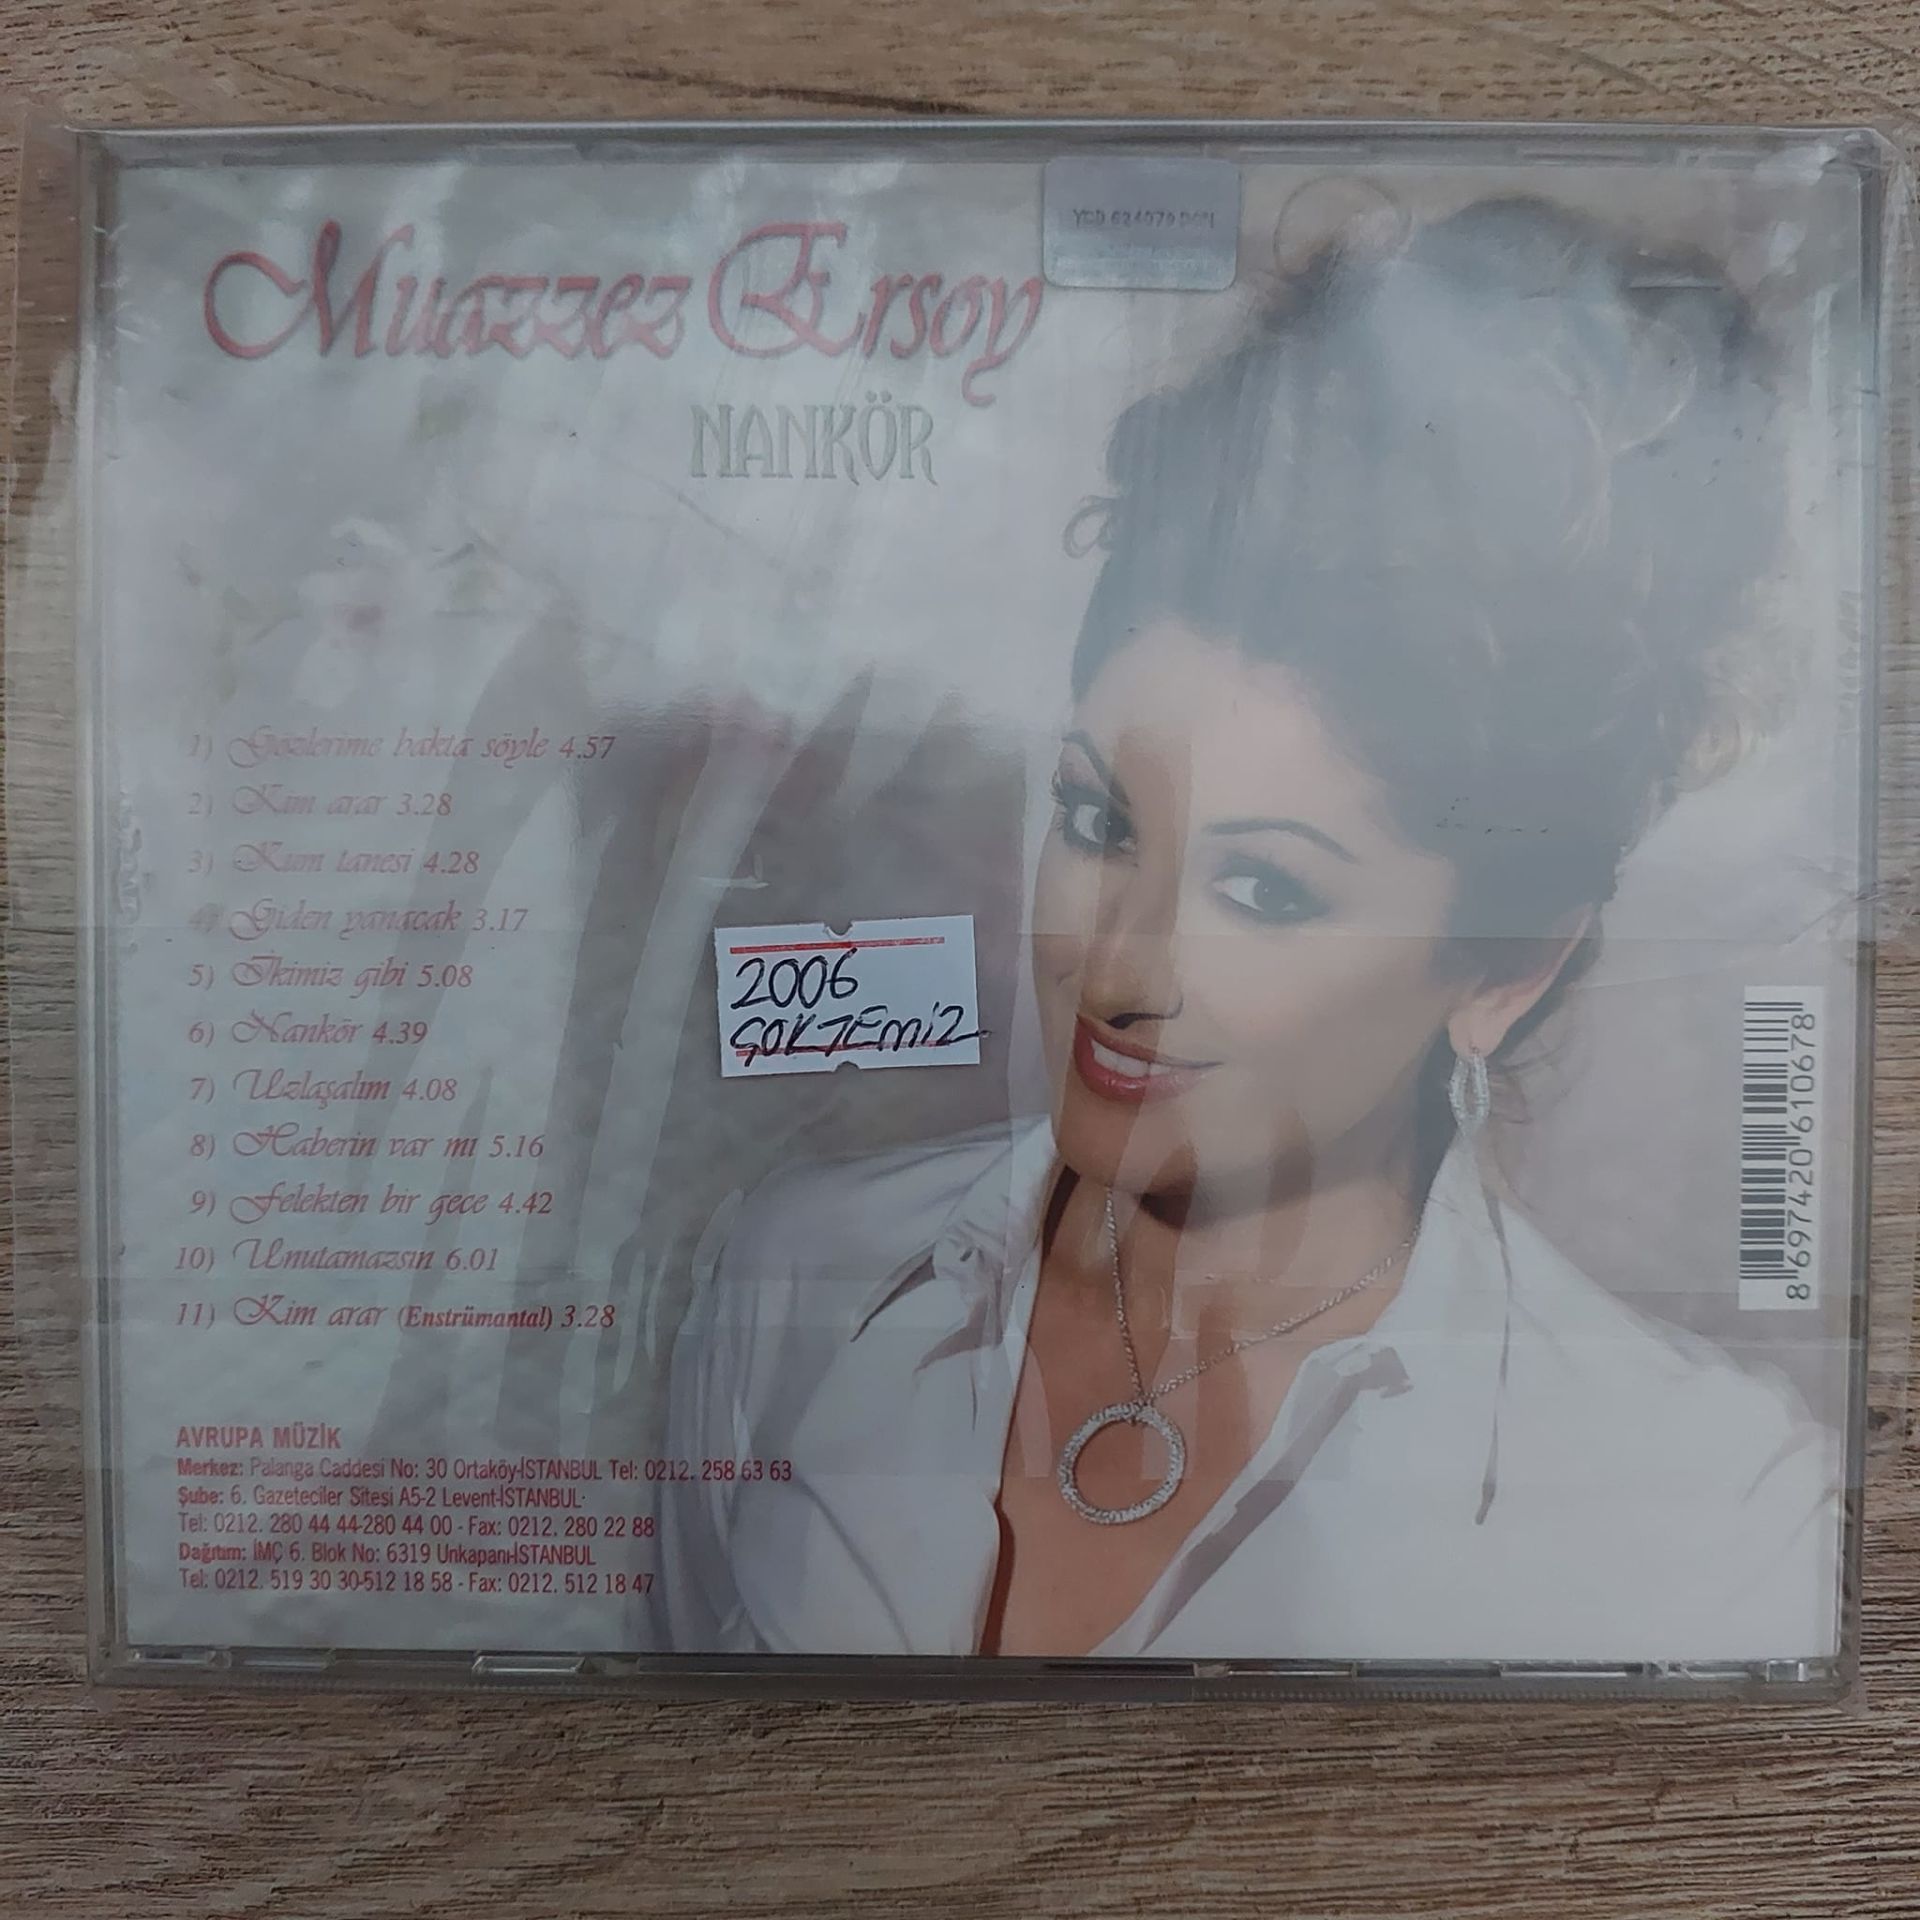 Muazzez Ersoy
NANKÖR
1) Gözlerime bakta söyle 4.57
2) Kim arar 3.28
3) Kum tanesi 4.28
4) Giden yanacak 3.17
5) İkimiz gibi 5.08
6) Nankör 4.39
7) Uzlaşalım 4.08
8) Haberin var mı 5.16
9) Felekten bir gece 4.42
10) Unutamazsın 6.01
11) Kim arar (Enstrümantal) 3.28
2006
ÇOK TEMİZ
AVRUPA MÜZİK
Merkez: Palanga Caddesi No: 30 Ortaköy-İSTANBUL Tel: 0212. 258 63 63
Şube: 6. Gazeteciler Sitesi A5-2 Levent-İSTANBUL
Tel: 0212. 280 44 44-280 44 00 - Fax: 0212. 280 22 88
Dağıtım: İMÇ 6. Blok No: 6319 Unkapanı-İSTANBUL
Tel: 0212. 519 30 30-512 18 58 - Fax: 0212. 512 18 47
8 697420 610678